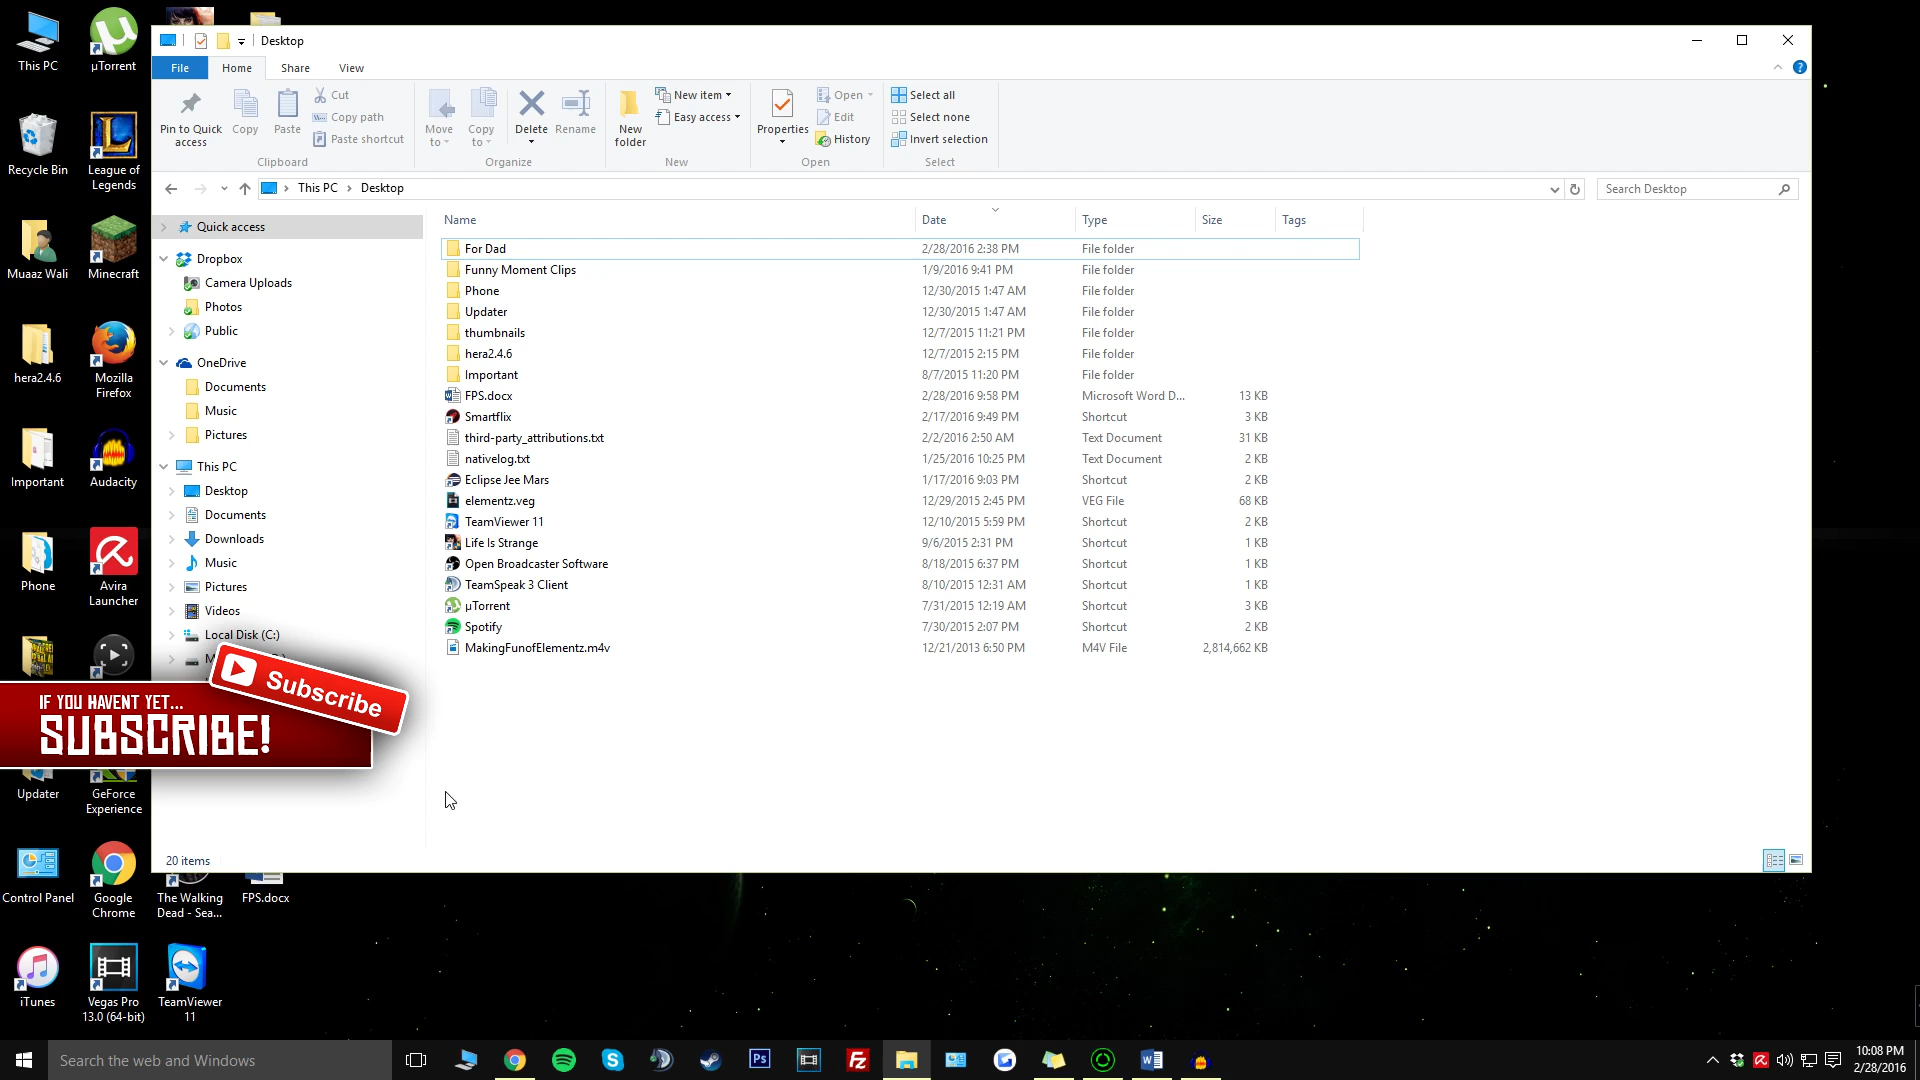 This PC
µTorrent
Recycle Bin
League of
Legends
Muaaz Wali
Minecraft
hera2.4.6
Mozilla
Firefox
Important
Audacity
Phone
Avira
Launcher
Updater
GeForce
Experience
Control Panel
Google
Chrome
The Walking
Dead - Sea...
FPS.docx
iTunes
Vegas Pro
13.0 (64-bit)
TeamViewer
11
Desktop
File Home Share View
Pin to Quick
access
Copy
Paste
Cut
Copy path
Paste shortcut
Clipboard
Move
to
Copy
to
Delete
Rename
Organize
New
folder
New item
Easy access
New
Properties
Open
Edit
History
Open
Select all
Select none
Invert selection
Select
This PC Desktop
Search Desktop
Quick access
Dropbox
Camera Uploads
Photos
Public
OneDrive
Documents
Music
Pictures
This PC
Desktop
Documents
Downloads
Music
Pictures
Videos
Local Disk (C:)
Subscribe
IF YOU HAVENT YET...
SUBSCRIBE!
Name Date Type Size Tags
For Dad 2/28/2016 2:38 PM File folder
Funny Moment Clips 1/9/2016 9:41 PM File folder
Phone 12/30/2015 1:47 AM File folder
Updater 12/30/2015 1:47 AM File folder
thumbnails 12/7/2015 11:21 PM File folder
hera2.4.6 12/7/2015 2:15 PM File folder
Important 8/7/2015 11:20 PM File folder
FPS.docx 2/28/2016 9:58 PM Microsoft Word D... 13 KB
Smartflix 2/17/2016 9:49 PM Shortcut 3 KB
third-party_attributions.txt 2/2/2016 2:50 AM Text Document 31 KB
nativelog.txt 1/25/2016 10:25 PM Text Document 2 KB
Eclipse Jee Mars 1/17/2016 9:03 PM Shortcut 2 KB
elementz.veg 12/29/2015 2:45 PM VEG File 68 KB
TeamViewer 11 12/10/2015 5:59 PM Shortcut 2 KB
Life Is Strange 9/6/2015 2:31 PM Shortcut 1 KB
Open Broadcaster Software 8/18/2015 6:37 PM Shortcut 1 KB
TeamSpeak 3 Client 8/10/2015 12:31 AM Shortcut 1 KB
µTorrent 7/31/2015 12:19 AM Shortcut 3 KB
Spotify 7/30/2015 2:07 PM Shortcut 2 KB
MakingFunofElementz.m4v 12/21/2013 6:50 PM M4V File 2,814,662 KB
20 items
Search the web and Windows
Ps
Fz
10:08 PM
2/28/2016